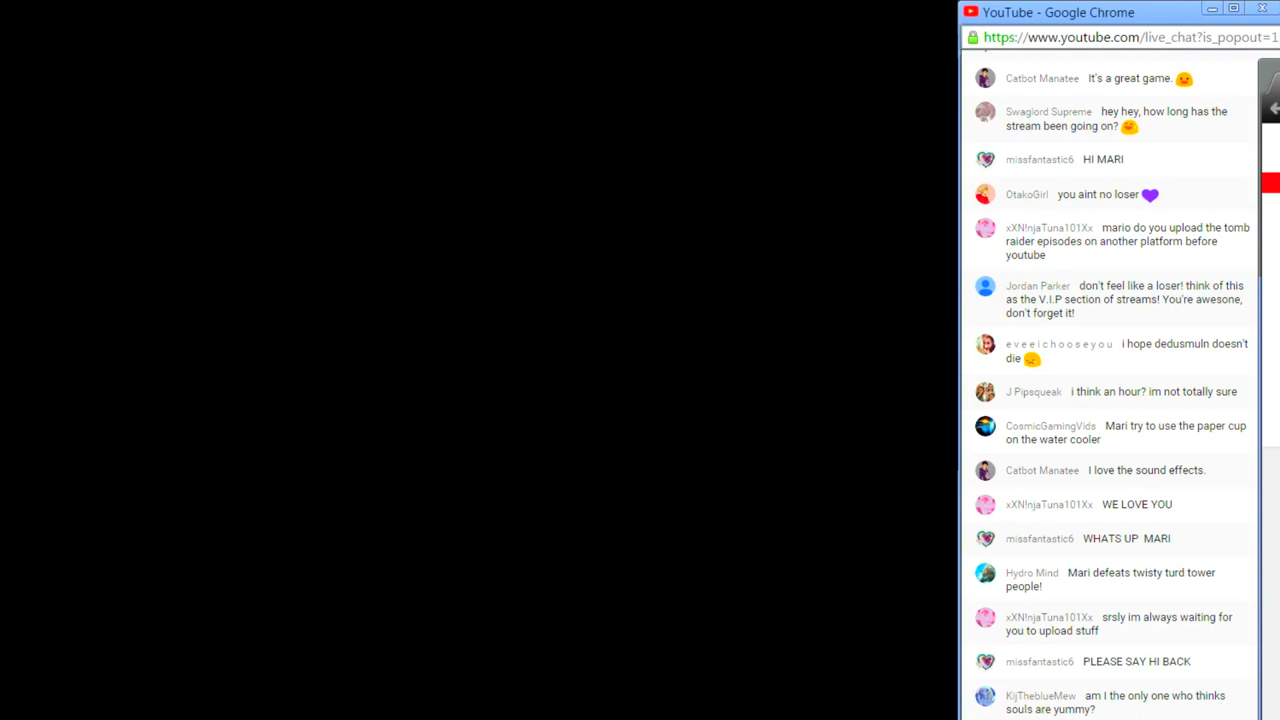 YouTube - Google Chrome
https://www.youtube.com/live_chat?is_popout=1
Catbot Manatee It's a great game.
Swaglord Supreme hey hey, how long has the
stream been going on?
missfantastic6 HI MARI
OtakoGirl you aint no loser
xXN!njaTuna101Xx mario do you upload the tomb
raider episodes on another platform before
youtube
Jordan Parker don't feel like a loser! think of this
as the V.I.P section of streams! You're awesone,
don't forget it!
e v e e i c h o o s e y o u i hope dedusmuln doesn't
die
J Pipsqueak i think an hour? im not totally sure
CosmicGamingVids Mari try to use the paper cup
on the water cooler
Catbot Manatee I love the sound effects.
xXN!njaTuna101Xx WE LOVE YOU
missfantastic6 WHATS UP MARI
Hydro Mind Mari defeats twisty turd tower
people!
xXN!njaTuna101Xx srsly im always waiting for
you to upload stuff
missfantastic6 PLEASE SAY HI BACK
KijTheblueMew am I the only one who thinks
souls are yummy?